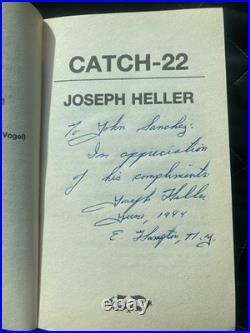 Vogel)
CATCH-22
JOSEPH HELLER
To John Sanchez:
In appreciation
of his compliments
Joseph Heller
June, 1994
E. Hampton, N.Y.